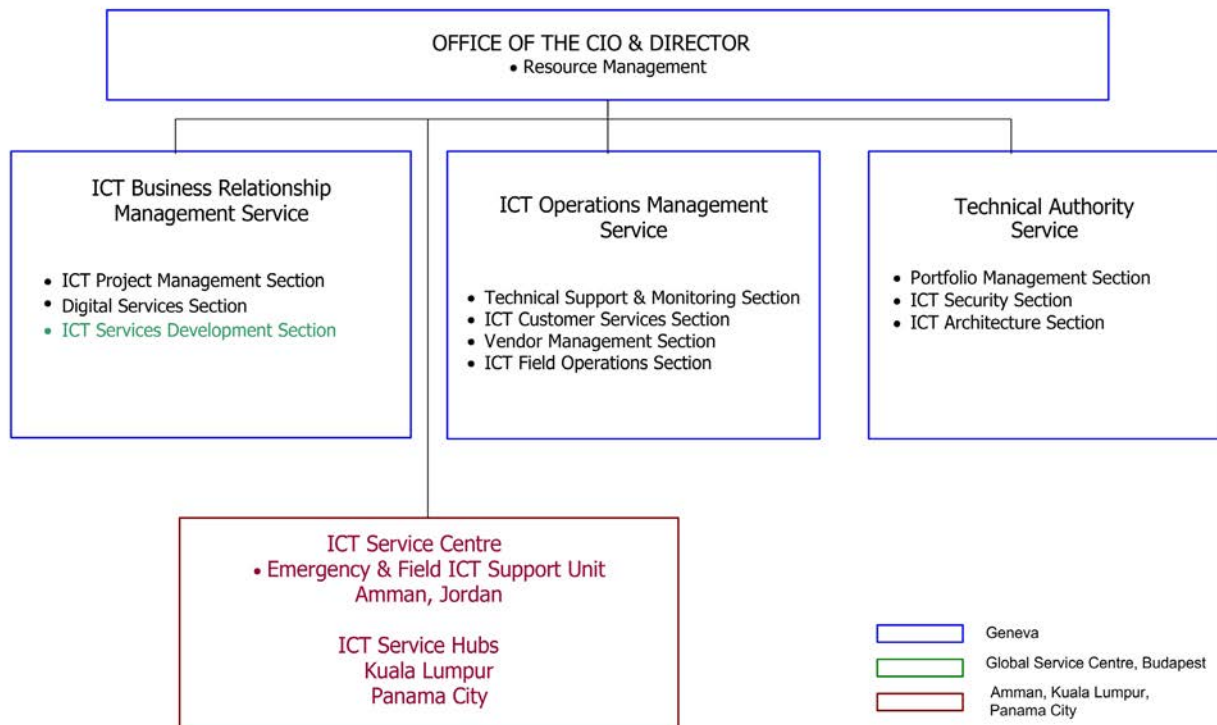 OFFICE OF THE CIO & DIRECTOR
• Resource Management
ICT Business Relationship
Management Service
• ICT Project Management Section
• Digital Services Section
• ICT Services Development Section
ICT Operations Management
Service
• Technical Support & Monitoring Section
• ICT Customer Services Section
• Vendor Management Section
• ICT Field Operations Section
Technical Authority
Service
• Portfolio Management Section
• ICT Security Section
• ICT Architecture Section
ICT Service Centre
• Emergency & Field ICT Support Unit
Amman, Jordan
ICT Service Hubs
Kuala Lumpur
Panama City
Geneva
Global Service Centre, Budapest
Amman, Kuala Lumpur,
Panama City